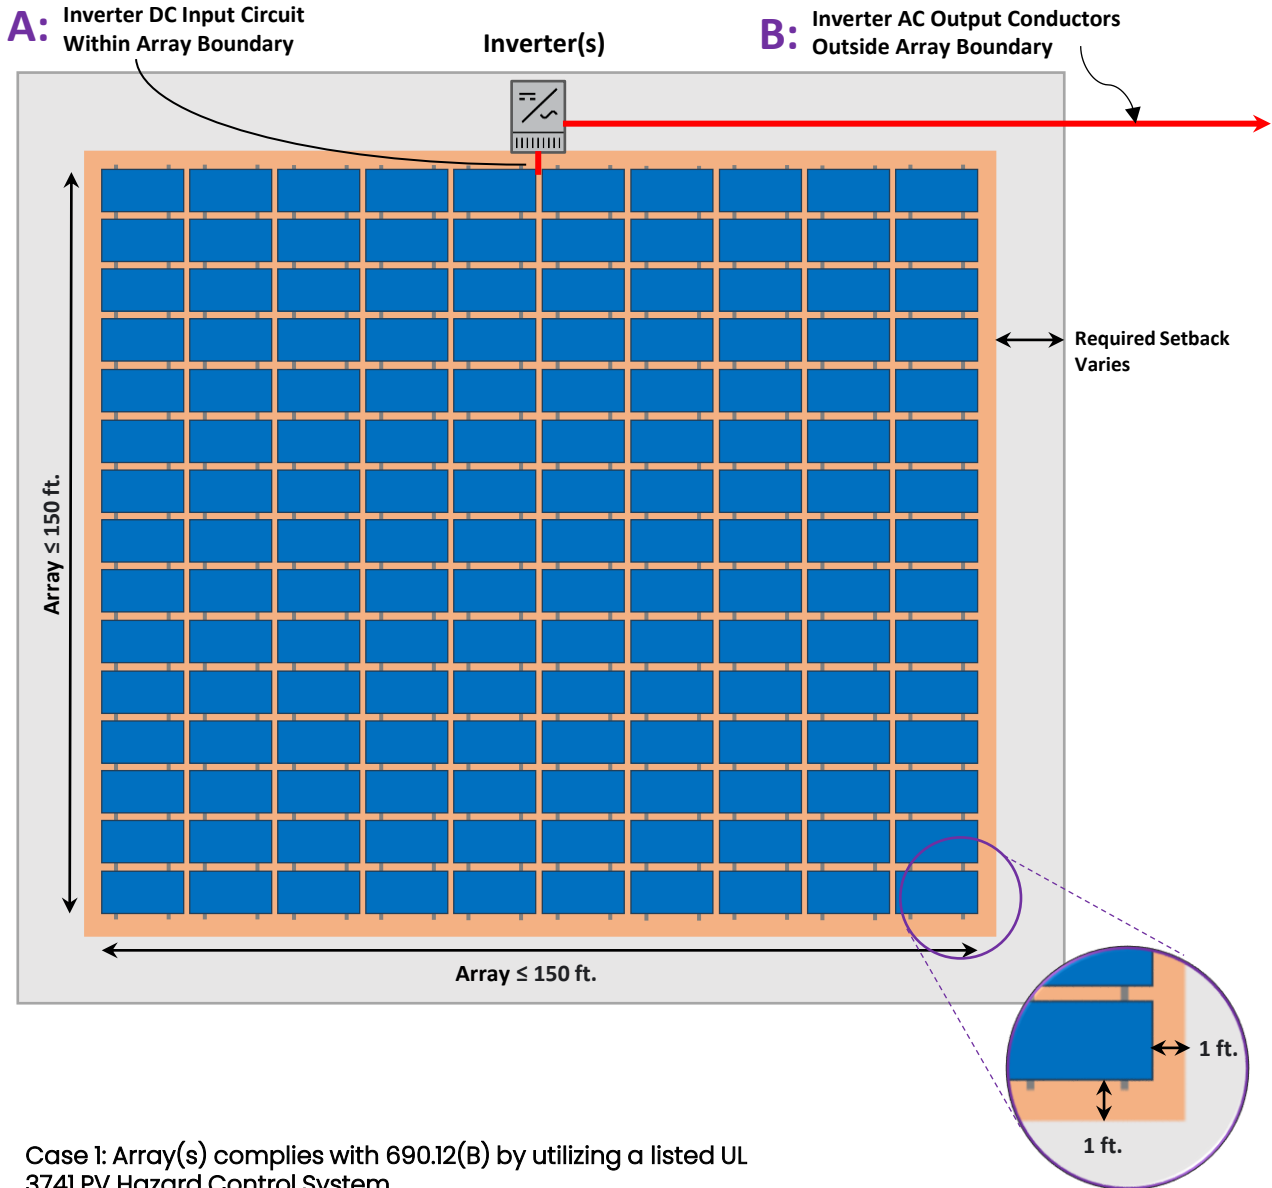 A:
Inverter DC Input Circuit
Within Array Boundary
Inverter(s)
B:
Inverter AC Output Conductors
Outside Array Boundary
Required Setback
Varies
Array ≤ 150 ft.
Array ≤ 150 ft.
1 ft.
1 ft.
Case 1: Array(s) complies with 690.12(B) by utilizing a listed UL
3741 PV Hazard Control System